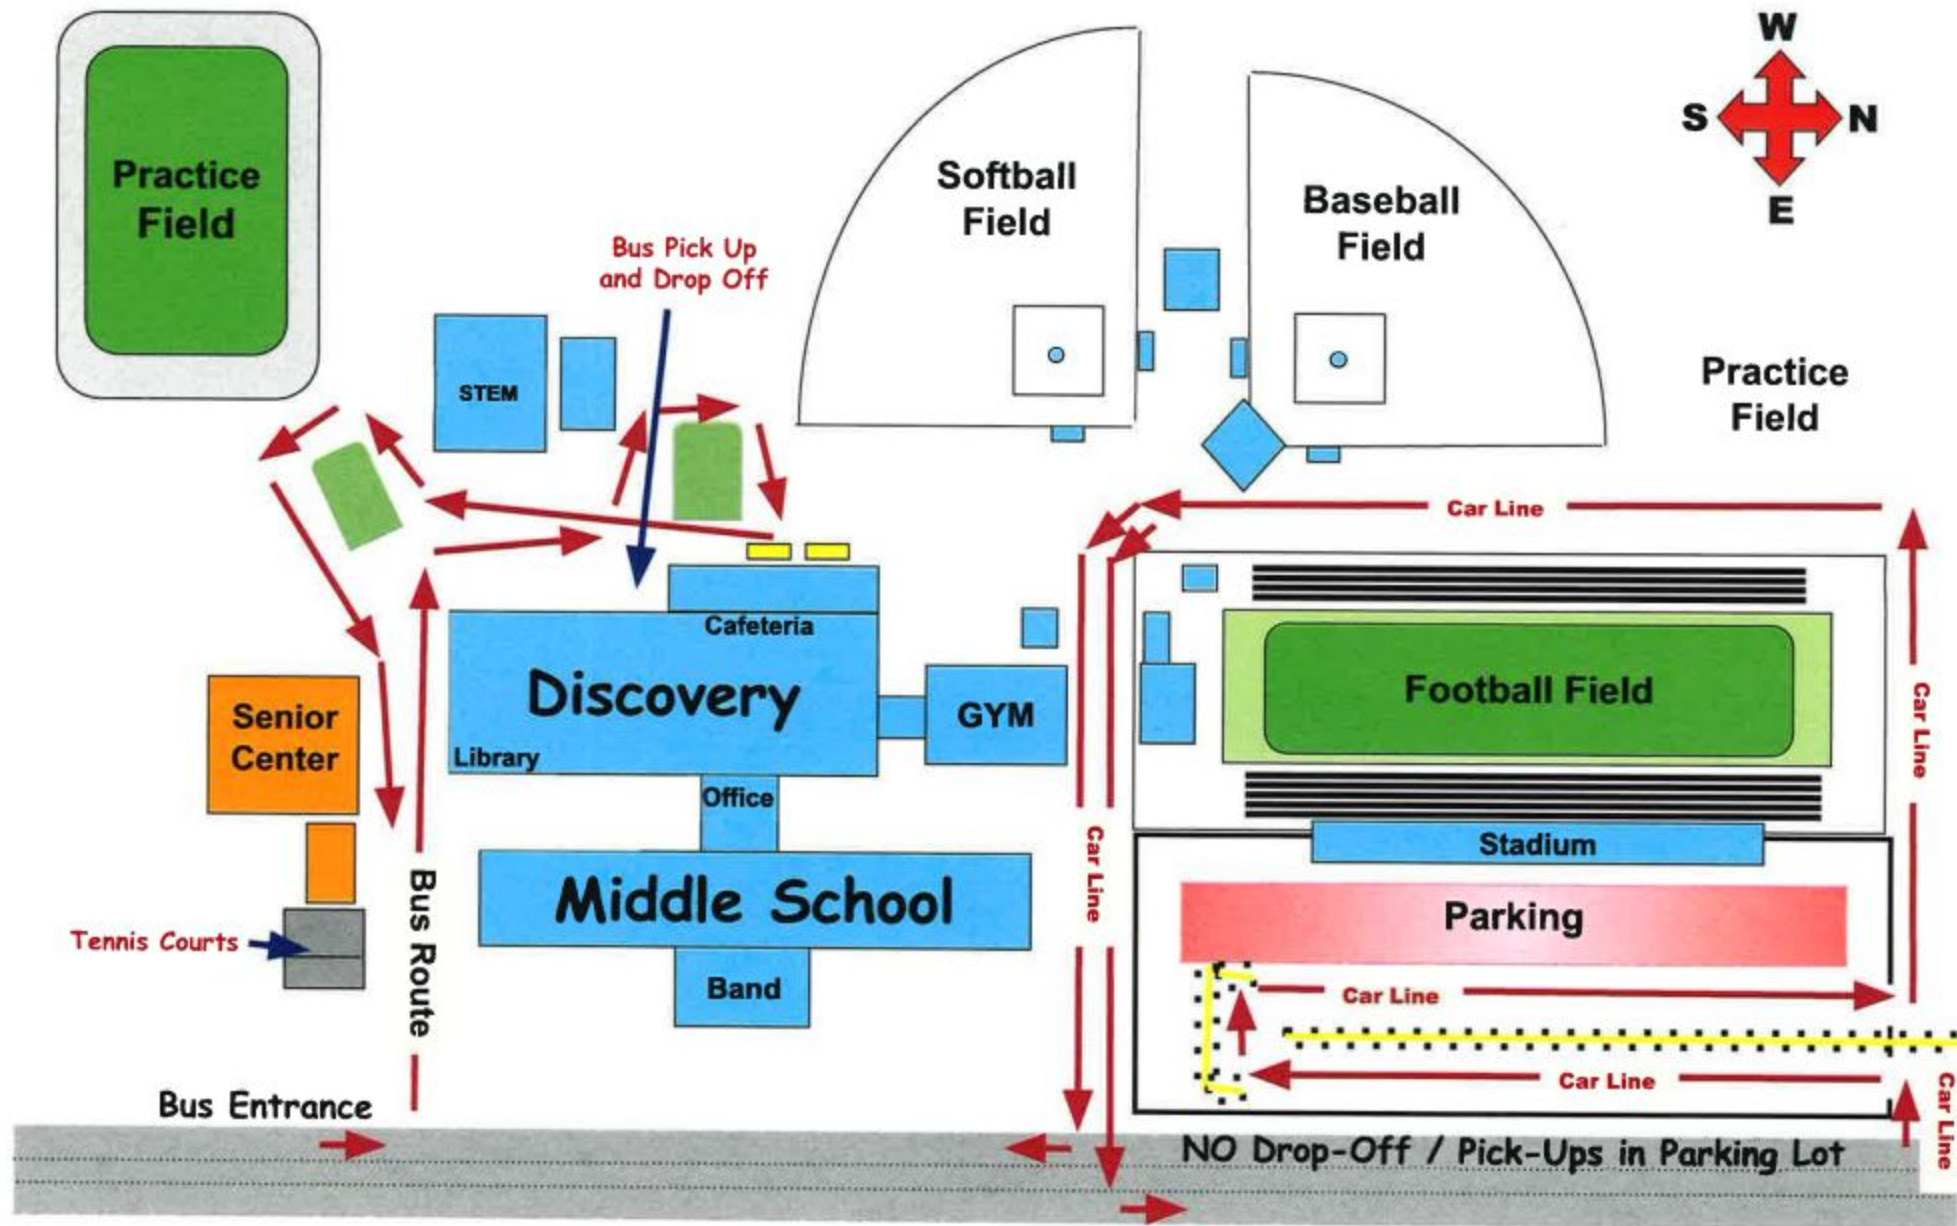 W
S
N
E
Practice
Field
Softball
Field
Baseball
Field
Bus Pick Up
and Drop Off
STEM
Practice
Field
Car Line
Cafeteria
Discovery
Library
GYM
Football Field
Car Line
Senior
Center
Office
Stadium
Middle School
Car Line
Parking
Tennis Courts
Bus Route
Band
Car Line
Car Line
Car Line
Bus Entrance
NO Drop-Off / Pick-Ups in Parking Lot